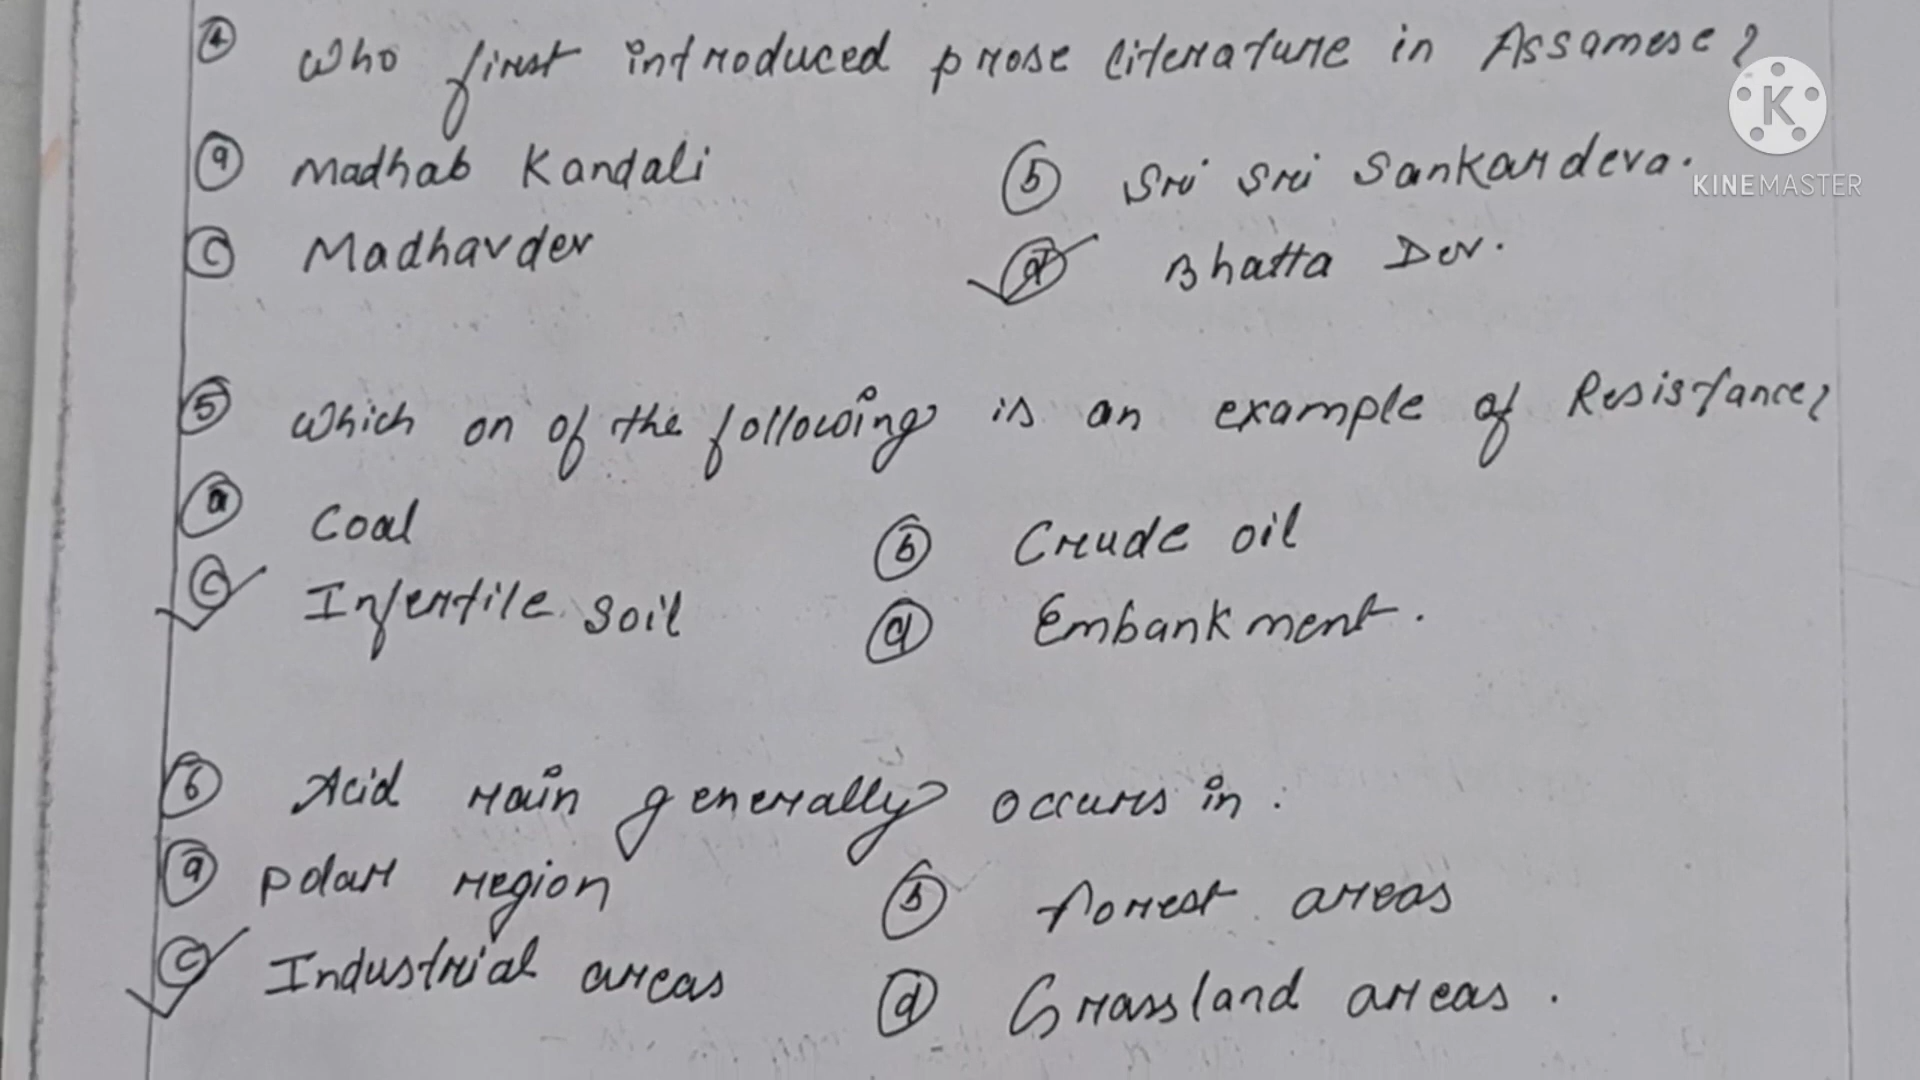 4 Who first introduced prose literature in Assamese?
a Madhab Kandali b Sri Sri Sankardeva.
c Madhavdev d Bhatta Dev.
5 Which on of the following is an example of Resistance?
a Coal b Crude oil
c Infertile soil d Embankment.
6 Acid rain generally occurs in.
a Polar region b forrest areas
c Industrial areas d Grassland areas.
K
KINEMASTER